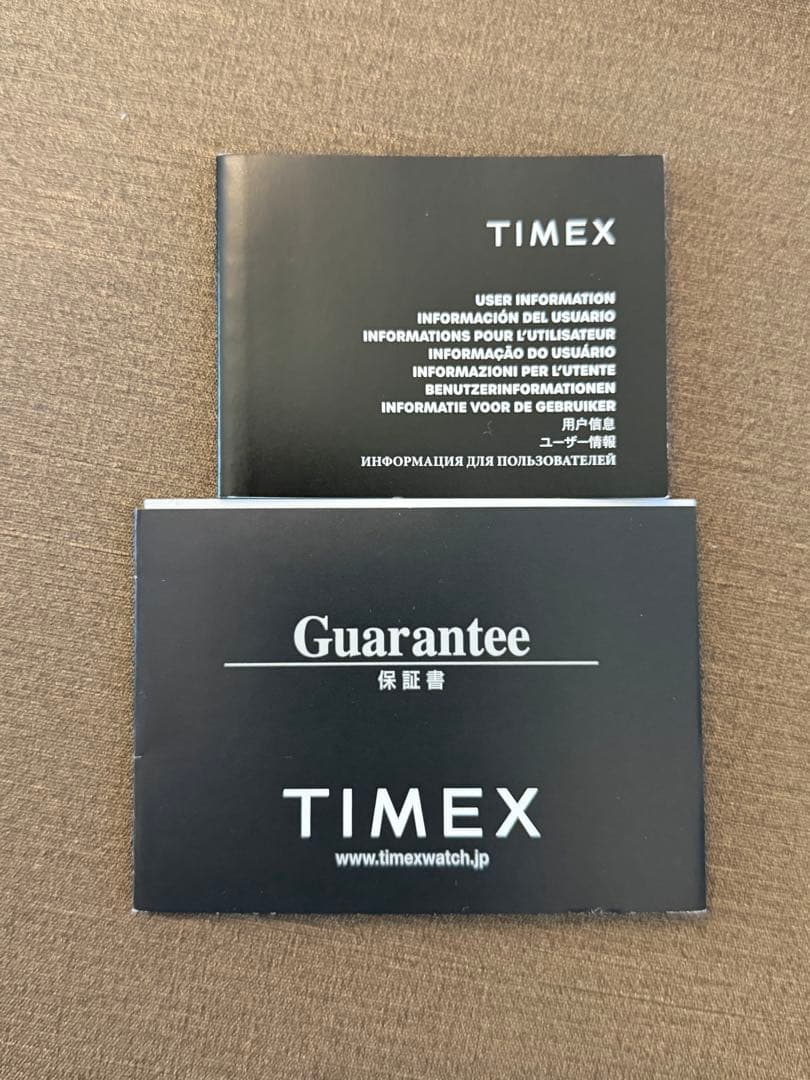 TIMEX
USER INFORMATION
INFORMACIÓN DEL USUARIO
INFORMATIONS POUR L'UTILISATEUR
INFORMAÇÃO DO USUÁRIO
INFORMAZIONI PER L'UTENTE
BENUTZERINFORMATIONEN
INFORMATIE VOOR DE GEBRUIKER
用户信息
ユーザー情報
ИНФОРМАЦИЯ ДЛЯ ПОЛЬЗОВАТЕЛЕЙ
Guarantee
保証書
TIMEX
www.timexwatch.jp